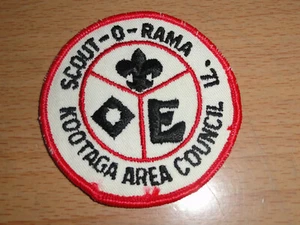 SCOUT-O-RAMA '71
O E
KOOTAGA AREA COUNCIL